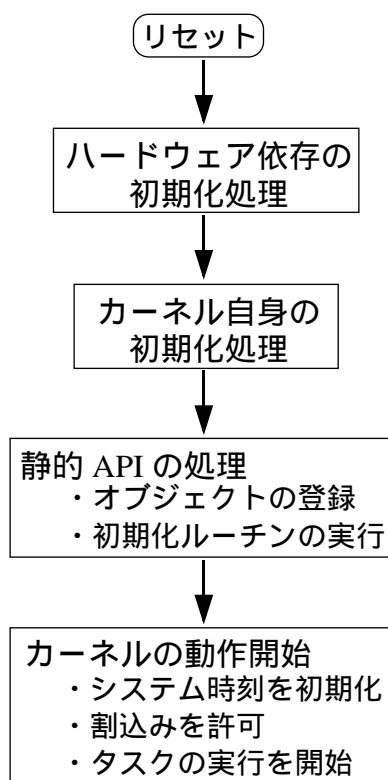 リセット
ハードウェア依存の
初期化処理
カーネル自身の
初期化処理
静的 API の処理
・オブジェクトの登録
・初期化ルーチンの実行
カーネルの動作開始
・システム時刻を初期化
・割込みを許可
・タスクの実行を開始